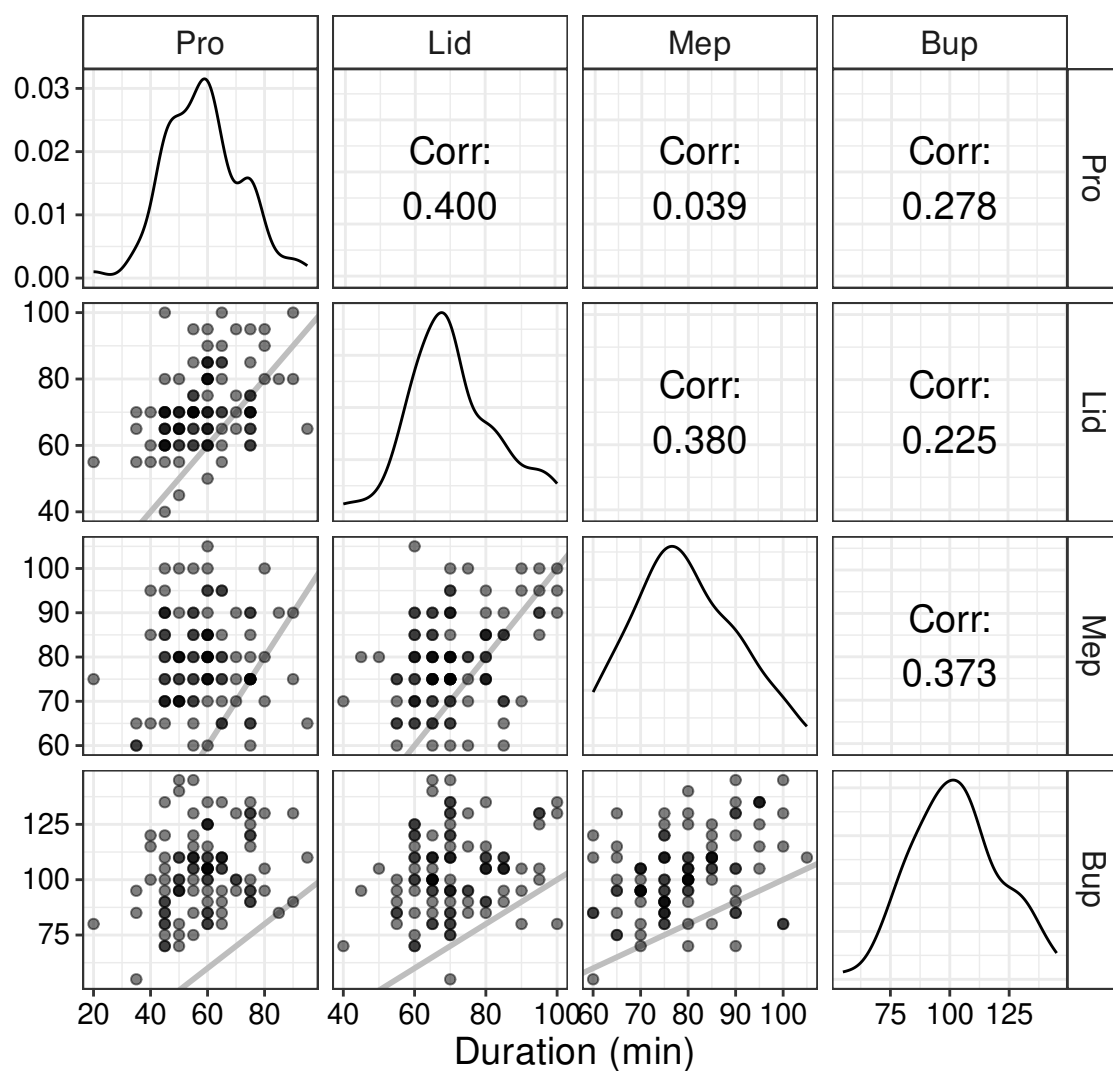 Pro Lid Mep Bup
0.03
0.02
0.01
0.00
Corr:
0.400
Corr:
0.039
Corr:
0.278
Pro
100
80
60
40
Corr:
0.380
Corr:
0.225
Lid
100
90
80
70
60
Corr:
0.373
Mep
125
100
75
Bup
20 40 60 80 40 60 80 100 60 70 80 90 100 75 100 125
Duration (min)